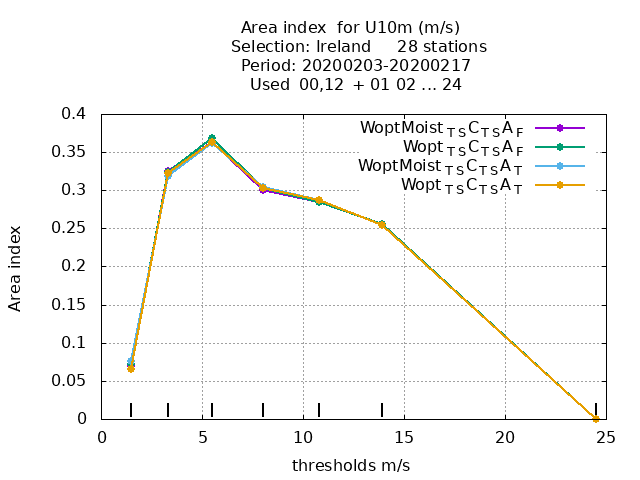 Area index  for U10m (m/s)
Selection: Ireland     28 stations
Period: 20200203-20200217
Used  00,12  + 01 02 ... 24
WoptMoist TS C TS A F
Wopt TS C TS A F
WoptMoist TS C TS A T
Wopt TS C TS A T
0.4
0.35
0.3
0.25
0.2
0.15
0.1
0.05
0
Area index
0 5 10 15 20 25
thresholds m/s